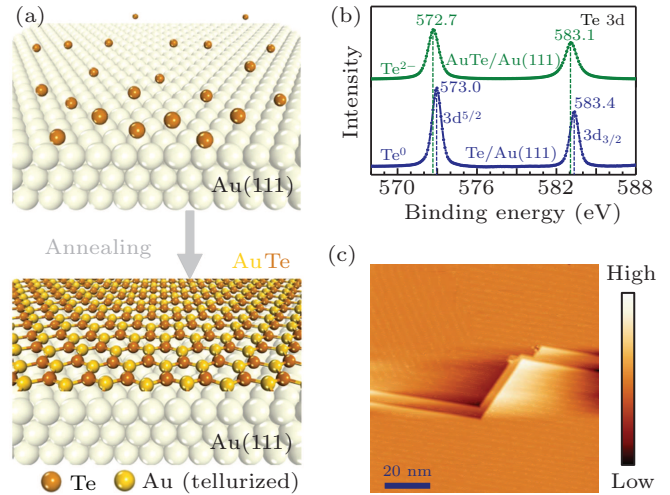 (a)
Au(111)
Annealing
AuTe
Au(111)
Te Au (tellurized)
(b)
Te 3d
572.7
583.1
Te2− AuTe/Au(111)
573.0
583.4
3d5/2
3d3/2
Te0 Te/Au(111)
Intensity
570 576 582 588
Binding energy (eV)
(c)
High
20 nm
Low